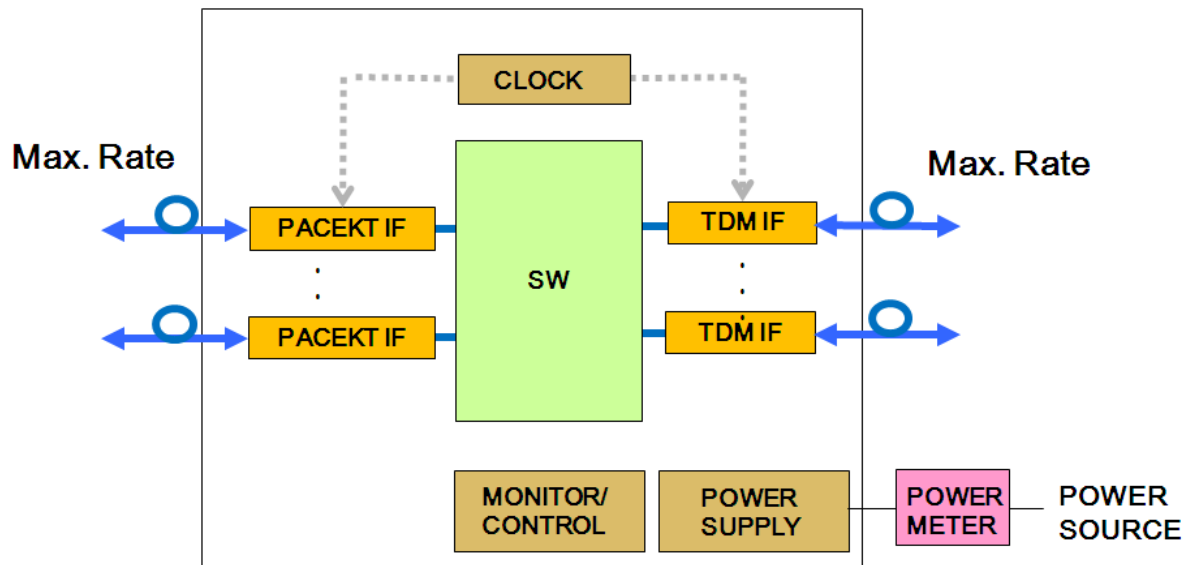 CLOCK
Max. Rate
Max. Rate
PACEKT IF
TDM IF
SW
PACEKT IF
TDM IF
MONITOR/
CONTROL
POWER
SUPPLY
POWER
METER
POWER
SOURCE